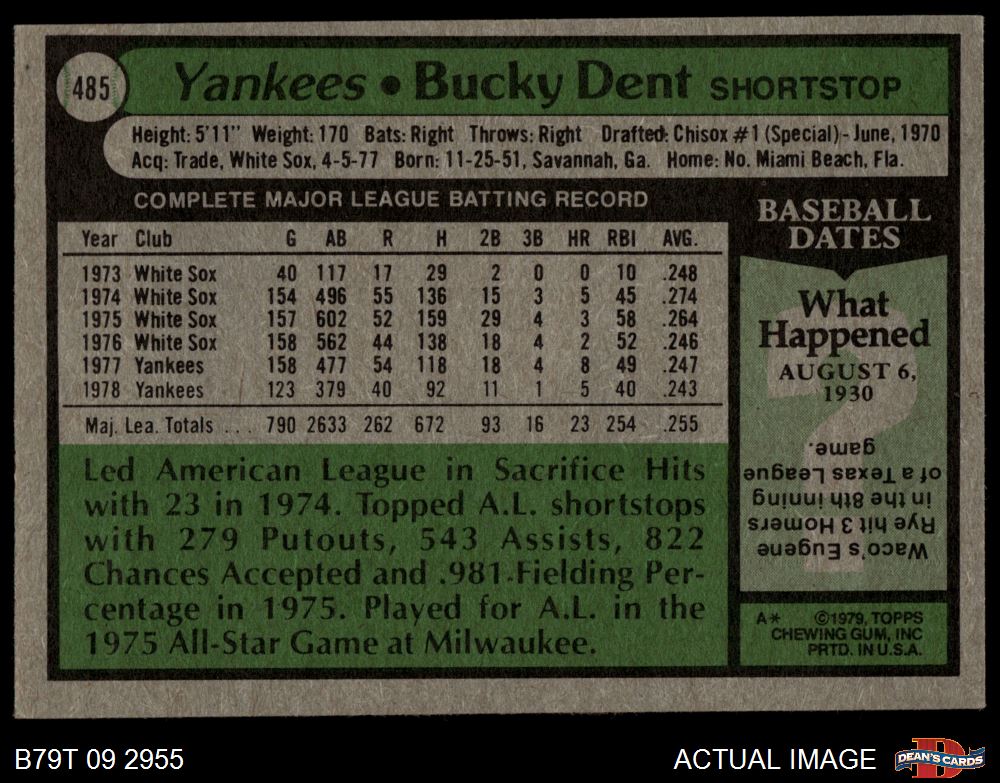 485
Yankees • Bucky Dent SHORTSTOP
Height: 5'11" Weight: 170 Bats: Right Throws: Right Drafted: Chisox #1 (Special)- June, 1970
Acq: Trade, White Sox, 4-5-77 Born: 11-25-51, Savannah, Ga. Home: No. Miami Beach, Fla.
COMPLETE MAJOR LEAGUE BATTING RECORD
Year Club G AB R H 2B 3B HR RBI AVG.
1973 White Sox 40 117 17 29 2 0 0 10 .248
1974 White Sox 154 496 55 136 15 3 5 45 .274
1975 White Sox 157 602 52 159 29 4 3 58 .264
1976 White Sox 158 562 44 138 18 4 2 52 .246
1977 Yankees 158 477 54 118 18 4 8 49 .247
1978 Yankees 123 379 40 92 11 1 5 40 .243
Maj. Lea. Totals . . . 790 2633 262 672 93 16 23 254 .255
Led American League in Sacrifice Hits
with 23 in 1974. Topped A.L. shortstops
with 279 Putouts, 543 Assists, 822
Chances Accepted and .981 Fielding Per-
centage in 1975. Played for A.L. in the
1975 All-Star Game at Milwaukee.
BASEBALL
DATES
What
Happened
AUGUST 6,
1930
Waco's Eugene
Rye hit 3 Homers
in the 8th inning
of a Texas League
game.
A* ©1979, TOPPS
CHEWING GUM, INC
PRTD. IN U.S.A.
B79T 09 2955
ACTUAL IMAGE
D
DEAN'S CARDS